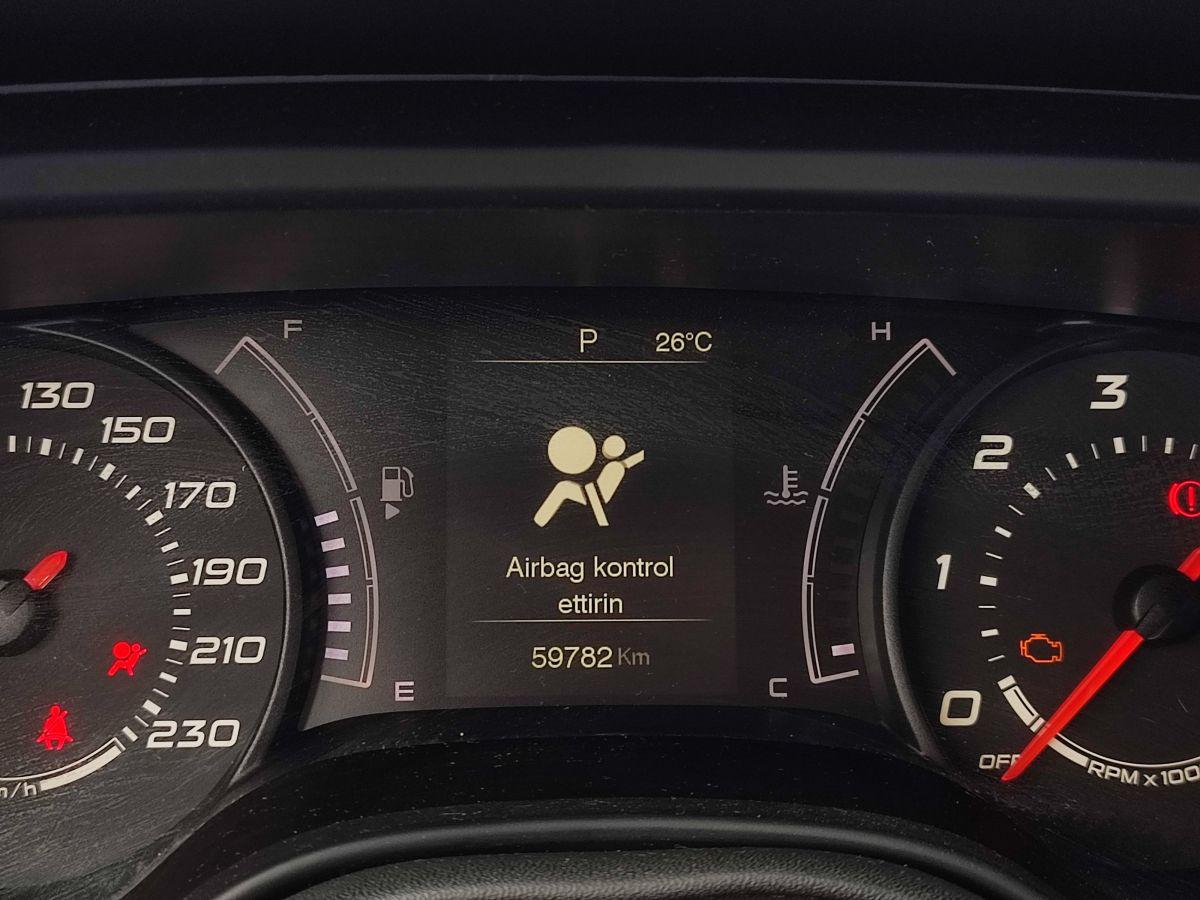 F
P 26°C
H
130
150
170
190
210
230
Airbag kontrol
ettirin
59782 Km
E
C
3
2
1
0
OFF
RPM x100